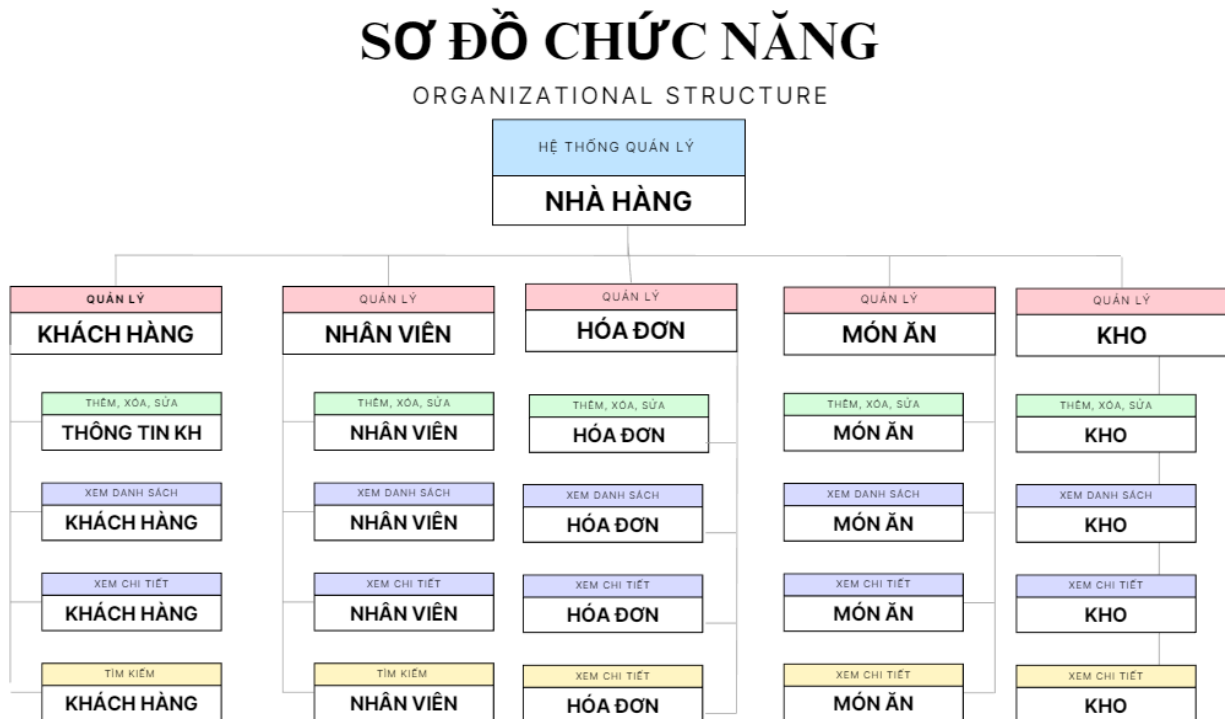 SƠ ĐỒ CHỨC NĂNG
ORGANIZATIONAL STRUCTURE
HỆ THỐNG QUẢN LÝ
NHÀ HÀNG
QUẢN LÝ
KHÁCH HÀNG
THÊM, XÓA, SỬA
THÔNG TIN KH
XEM DANH SÁCH
KHÁCH HÀNG
XEM CHI TIẾT
KHÁCH HÀNG
TÌM KIẾM
KHÁCH HÀNG
QUẢN LÝ
NHÂN VIÊN
THÊM, XÓA, SỬA
NHÂN VIÊN
XEM DANH SÁCH
NHÂN VIÊN
XEM CHI TIẾT
NHÂN VIÊN
TÌM KIẾM
NHÂN VIÊN
QUẢN LÝ
HÓA ĐƠN
THÊM, XÓA, SỬA
HÓA ĐƠN
XEM DANH SÁCH
HÓA ĐƠN
XEM CHI TIẾT
HÓA ĐƠN
XEM CHI TIẾT
HÓA ĐƠN
QUẢN LÝ
MÓN ĂN
THÊM, XÓA, SỬA
MÓN ĂN
XEM DANH SÁCH
MÓN ĂN
XEM CHI TIẾT
MÓN ĂN
XEM CHI TIẾT
MÓN ĂN
QUẢN LÝ
KHO
THÊM, XÓA, SỬA
KHO
XEM DANH SÁCH
KHO
XEM CHI TIẾT
KHO
XEM CHI TIẾT
KHO